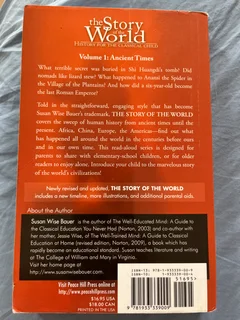 the Story of the World
HISTORY FOR THE CLASSICAL CHILD
Volume 1: Ancient Times
What terrible secret was buried in Shi Huangdi's tomb? Did
nomads like lizard stew? What happened to Anansi the Spider in
the Village of the Plantains? And how did a six-year-old become
the last Roman Emperor?
Told in the straightforward, engaging style that has become
Susan Wise Bauer's trademark, THE STORY OF THE WORLD
covers the sweep of human history from ancient times until the
present. Africa, China, Europe, the Americas—find out what
has happened all around the world in the centuries before ours
and in our own time. This read-aloud series is designed for
parents to share with elementary-school children, or for older
readers to enjoy alone. Introduce your child to the marvelous story
of the world's civilizations!
Newly revised and updated, THE STORY OF THE WORLD
includes a new timeline, more illustrations, and additional parental aids.
About the Author
Susan Wise Bauer is the author of The Well-Educated Mind: A Guide to
the Classical Education You Never Had (Norton, 2003) and co-author with
her mother, Jessie Wise, of The Well-Trained Mind: A Guide to Classical
Education at Home (revised edition, Norton, 2009), a book which has
rapidly become an educational standard. Susan teaches literature and writing
at The College of William and Mary in Virginia.
Visit her home page at
http://www.susanwisebauer.com.
Visit Peace Hill Press at
www.peacehillpress.com
$16.95 USA
$18.00 CAN
PRINTED IN THE USA
51695
9 781933 339009